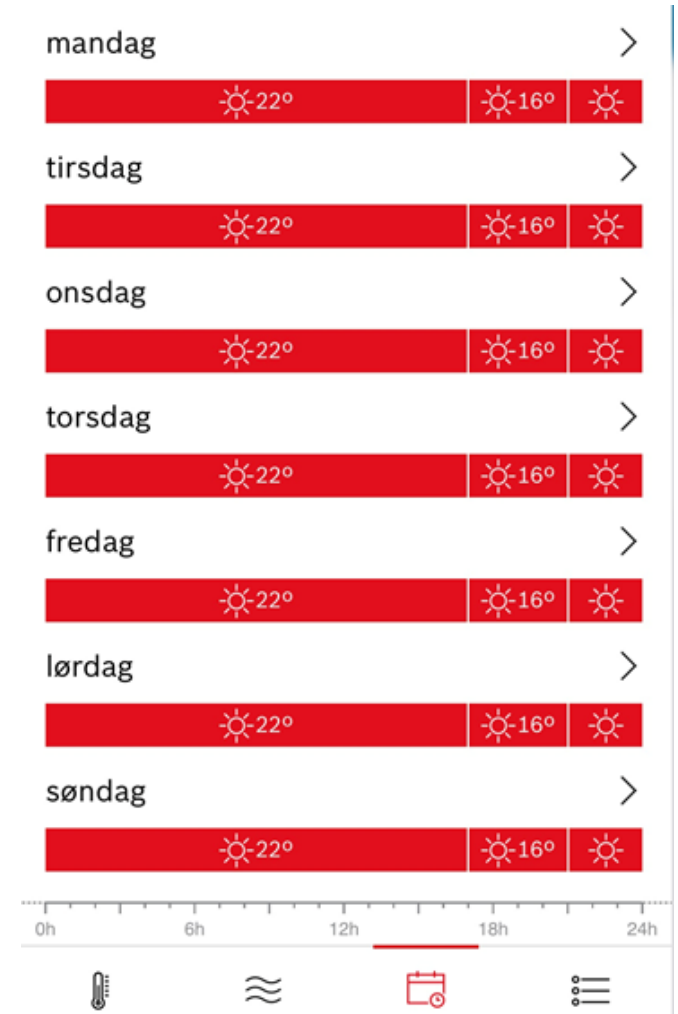 mandag
22° 16°
tirsdag
22° 16°
onsdag
22° 16°
torsdag
22° 16°
fredag
22° 16°
lørdag
22° 16°
søndag
22° 16°
0h 6h 12h 18h 24h